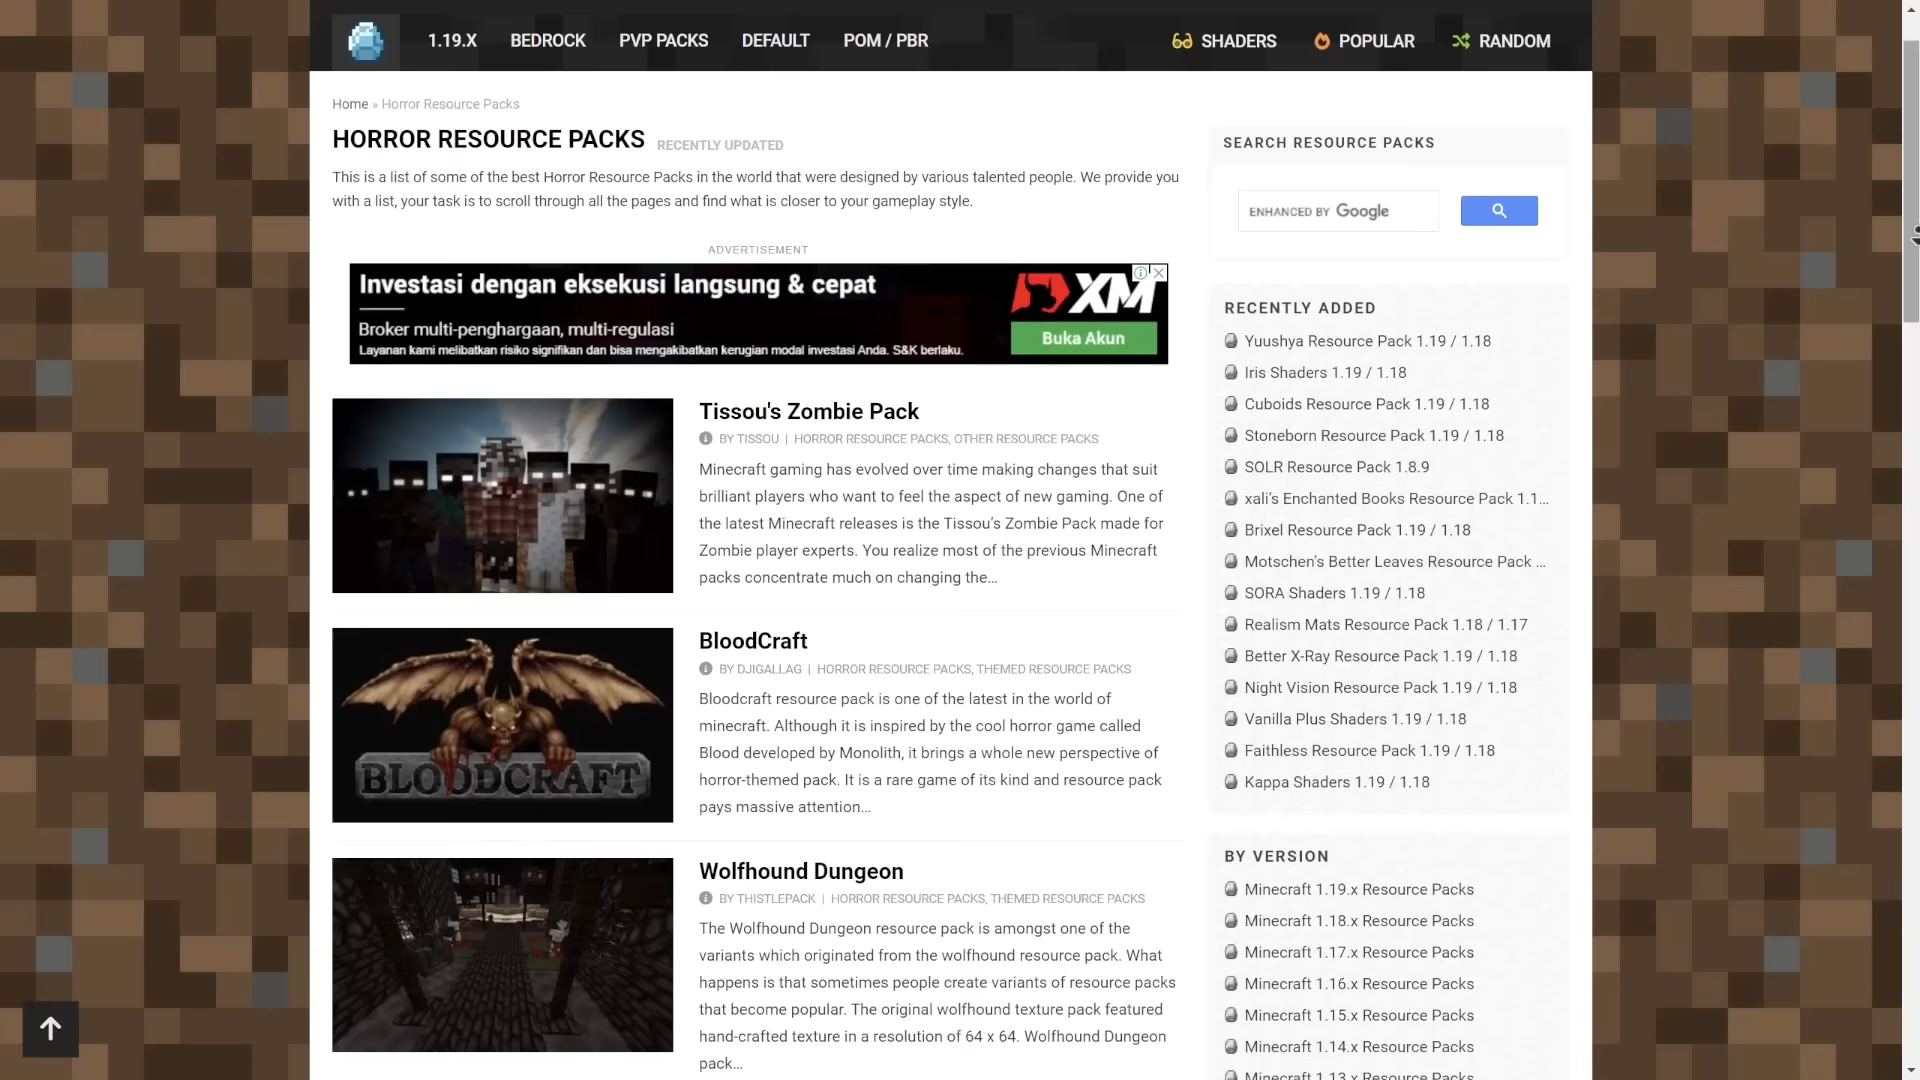 1.19.X
BEDROCK
PVP PACKS
DEFAULT
POM / PBR
SHADERS
POPULAR
RANDOM
Home » Horror Resource Packs
HORROR RESOURCE PACKS RECENTLY UPDATED
This is a list of some of the best Horror Resource Packs in the world that were designed by various talented people. We provide you
with a list, your task is to scroll through all the pages and find what is closer to your gameplay style.
ADVERTISEMENT
Investasi dengan eksekusi langsung & cepat
Broker multi-penghargaan, multi-regulasi
Layanan kami melibatkan risiko signifikan dan bisa mengakibatkan kerugian modal investasi Anda. S&K berlaku.
XM
Buka Akun
Tissou's Zombie Pack
BY TISSOU | HORROR RESOURCE PACKS, OTHER RESOURCE PACKS
Minecraft gaming has evolved over time making changes that suit
brilliant players who want to feel the aspect of new gaming. One of
the latest Minecraft releases is the Tissou’s Zombie Pack made for
Zombie player experts. You realize most of the previous Minecraft
packs concentrate much on changing the…
BLOODCRAFT
BloodCraft
BY DJIGALLAG | HORROR RESOURCE PACKS, THEMED RESOURCE PACKS
Bloodcraft resource pack is one of the latest in the world of
minecraft. Although it is inspired by the cool horror game called
Blood developed by Monolith, it brings a whole new perspective of
horror-themed pack. It is a rare game of its kind and resource pack
pays massive attention…
Wolfhound Dungeon
BY THISTLEPACK | HORROR RESOURCE PACKS, THEMED RESOURCE PACKS
The Wolfhound Dungeon resource pack is amongst one of the
variants which originated from the wolfhound resource pack. What
happens is that sometimes people create variants of resource packs
that become popular. The original wolfhound texture pack featured
hand-crafted texture in a resolution of 64 x 64. Wolfhound Dungeon
pack…
SEARCH RESOURCE PACKS
ENHANCED BY Google
RECENTLY ADDED
Yuushya Resource Pack 1.19 / 1.18
Iris Shaders 1.19 / 1.18
Cuboids Resource Pack 1.19 / 1.18
Stoneborn Resource Pack 1.19 / 1.18
SOLR Resource Pack 1.8.9
xali’s Enchanted Books Resource Pack 1.1...
Brixel Resource Pack 1.19 / 1.18
Motschen’s Better Leaves Resource Pack ...
SORA Shaders 1.19 / 1.18
Realism Mats Resource Pack 1.18 / 1.17
Better X-Ray Resource Pack 1.19 / 1.18
Night Vision Resource Pack 1.19 / 1.18
Vanilla Plus Shaders 1.19 / 1.18
Faithless Resource Pack 1.19 / 1.18
Kappa Shaders 1.19 / 1.18
BY VERSION
Minecraft 1.19.x Resource Packs
Minecraft 1.18.x Resource Packs
Minecraft 1.17.x Resource Packs
Minecraft 1.16.x Resource Packs
Minecraft 1.15.x Resource Packs
Minecraft 1.14.x Resource Packs
Minecraft 1.13.x Resource Packs